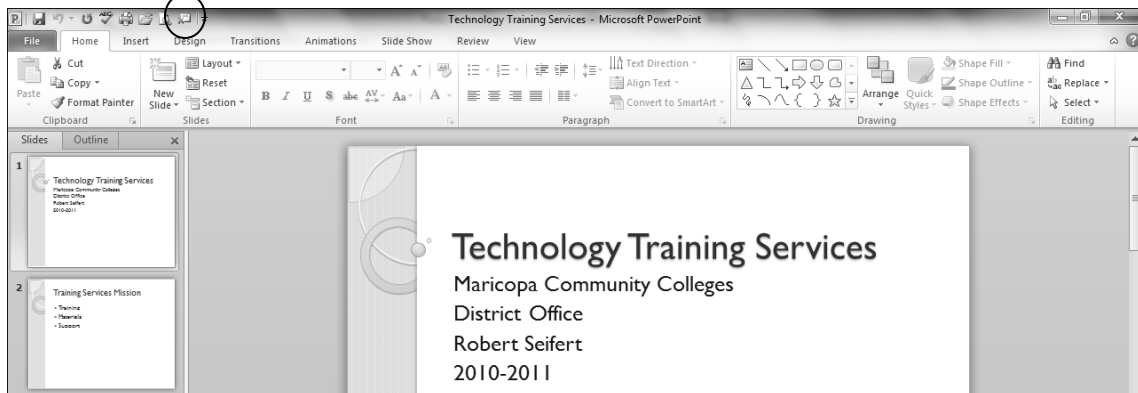 Technology Training Services - Microsoft PowerPoint
File Home Insert Design Transitions Animations Slide Show Review View
Paste
Cut
Copy
Format Painter
Clipboard
New Slide
Layout
Reset
Section
Slides
B I U S abc AV Aa A
Font
Text Direction
Align Text
Convert to SmartArt
Paragraph
Arrange
Quick Styles
Shape Fill
Shape Outline
Shape Effects
Drawing
Find
Replace
Select
Editing
Slides Outline
1
Technology Training Services
Maricopa Community Colleges
District Office
Robert Seifert
2010-2011
2
Training Services Mission
• Training
• Materials
• Support
Technology Training Services
Maricopa Community Colleges
District Office
Robert Seifert
2010-2011